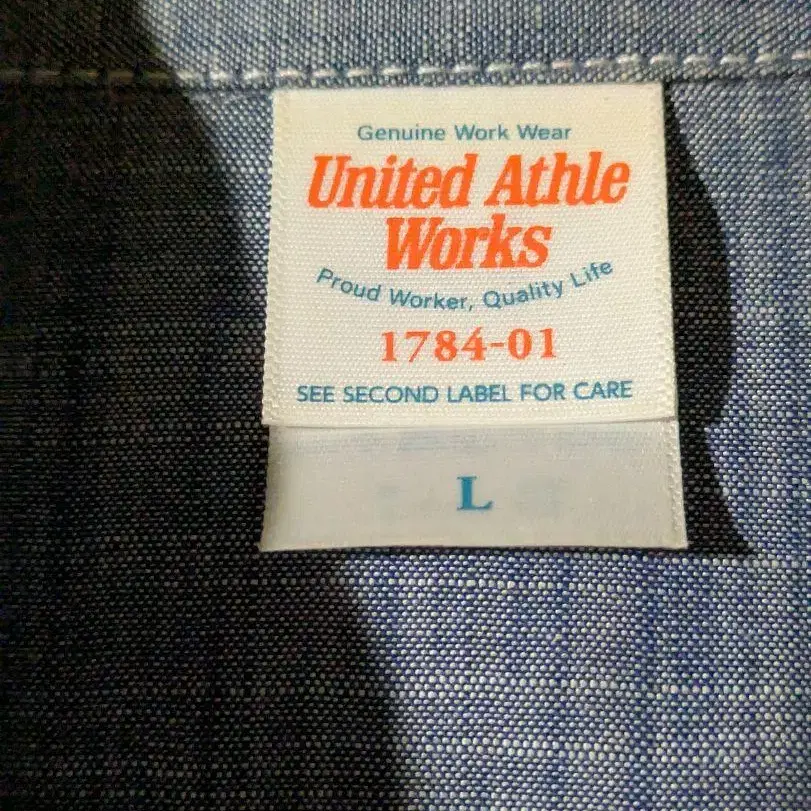 Genuine Work Wear
United Athle
Works
Proud Worker, Quality Life
1784-01
SEE SECOND LABEL FOR CARE
L